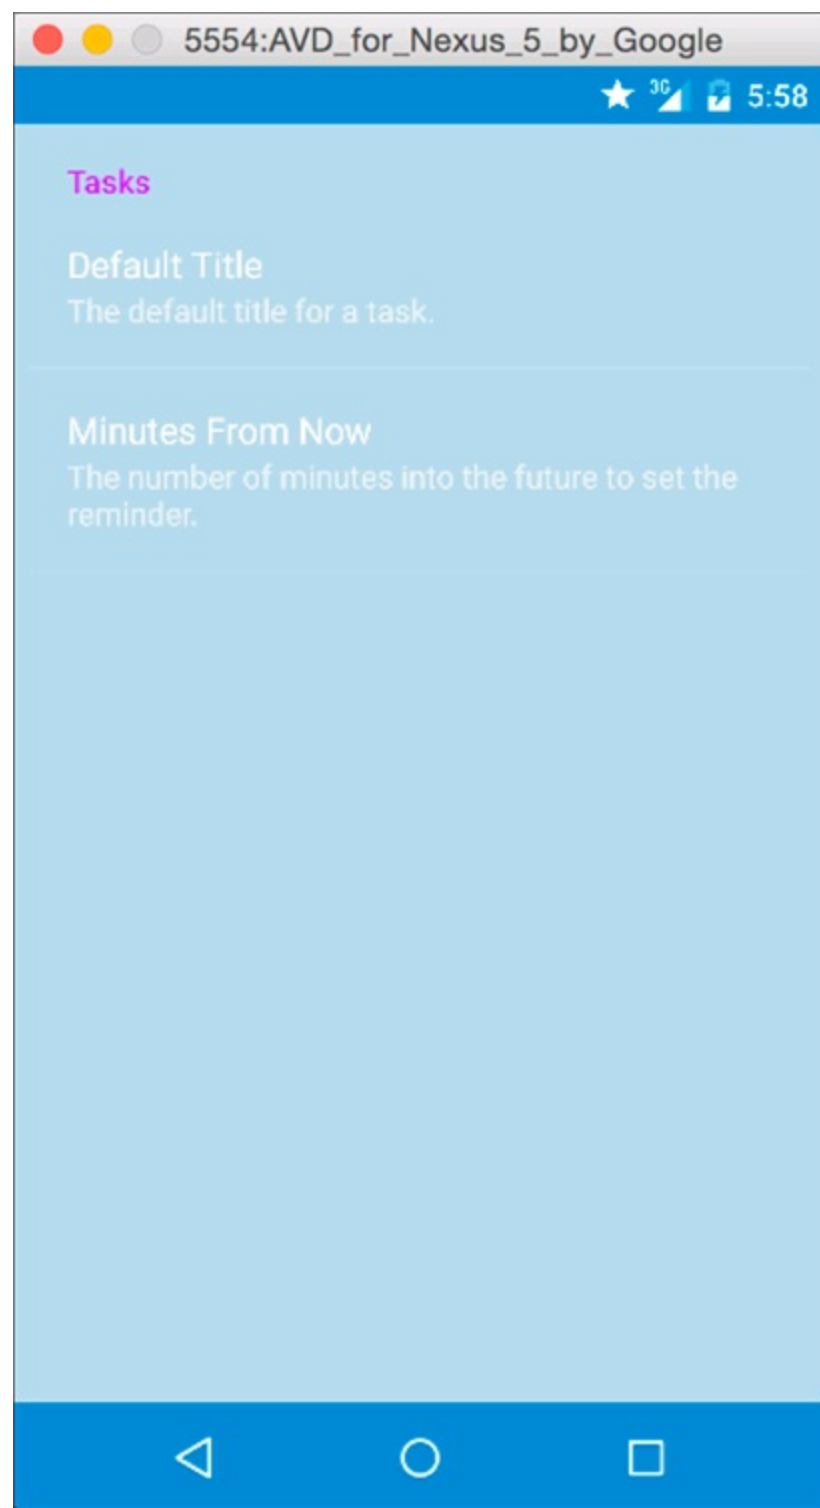 5554:AVD_for_Nexus_5_by_Google
3G 5:58
Tasks
Default Title
The default title for a task.
Minutes From Now
The number of minutes into the future to set the
reminder.